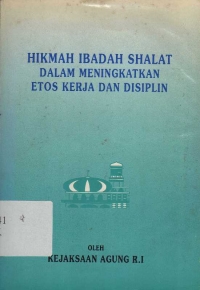 HIKMAH IBADAH SHALAT
DALAM MENINGKATKAN
ETOS KERJA DAN DISIPLIN
OLEH
KEJAKSAAN AGUNG R.I